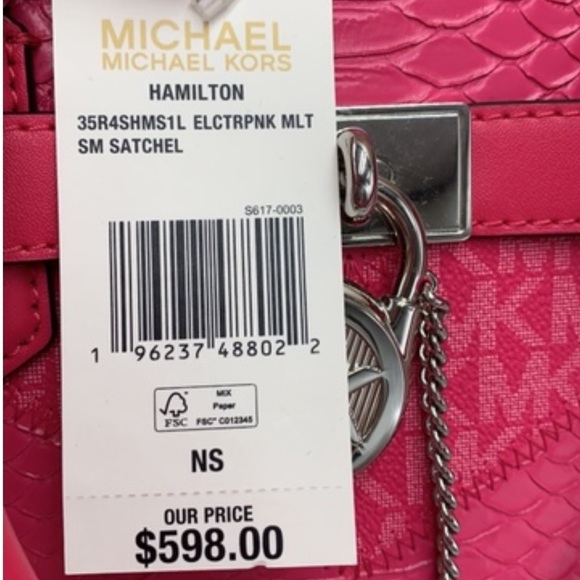 MICHAEL
MICHAEL KORS
HAMILTON
35R4SHMS1L ELCTRPNK MLT
SM SATCHEL
S617-0003
1 96237 48802 2
FSC
MIX
Paper
FSC™ C012345
NS
OUR PRICE
$598.00